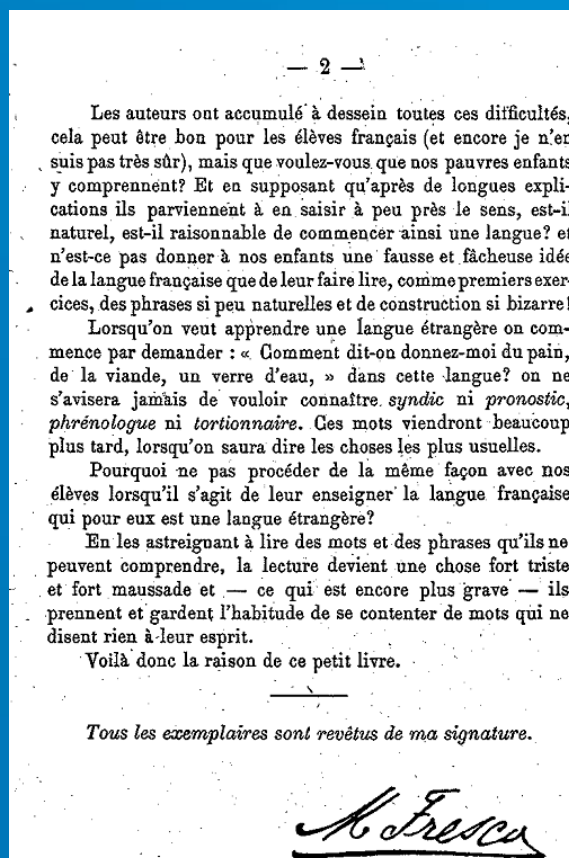 — 2 —
Les auteurs ont accumulé à dessein toutes ces difficultés,
cela peut être bon pour les élèves français (et encore je n'en
suis pas très sûr), mais que voulez-vous que nos pauvres enfants
y comprennent? Et en supposant qu'après de longues expli-
cations ils parviennent à en saisir à peu près le sens, est-il
naturel, est-il raisonnable de commencer ainsi une langue? et
n'est-ce pas donner à nos enfants une fausse et fâcheuse idée
de la langue française que de leur faire lire, comme premiers exer-
cices, des phrases si peu naturelles et de construction si bizarre!
Lorsqu'on veut apprendre une langue étrangère on com-
mence par demander : « Comment dit-on donnez-moi du pain,
de la viande, un verre d'eau, » dans cette langue? on ne
s'avisera jamais de vouloir connaître syndic ni pronostic,
phrénologue ni tortionnaire. Ces mots viendront beaucoup
plus tard, lorsqu'on saura dire les choses les plus usuelles.
Pourquoi ne pas procéder de la même façon avec nos
élèves lorsqu'il s'agit de leur enseigner la langue française
qui pour eux est une langue étrangère?
En les astreignant à lire des mots et des phrases qu'ils ne
peuvent comprendre, la lecture devient une chose fort triste
et fort maussade et — ce qui est encore plus grave — ils
prennent et gardent l'habitude de se contenter de mots qui ne
disent rien à leur esprit.
Voilà donc la raison de ce petit livre.
Tous les exemplaires sont revêtus de ma signature.
M Fresco